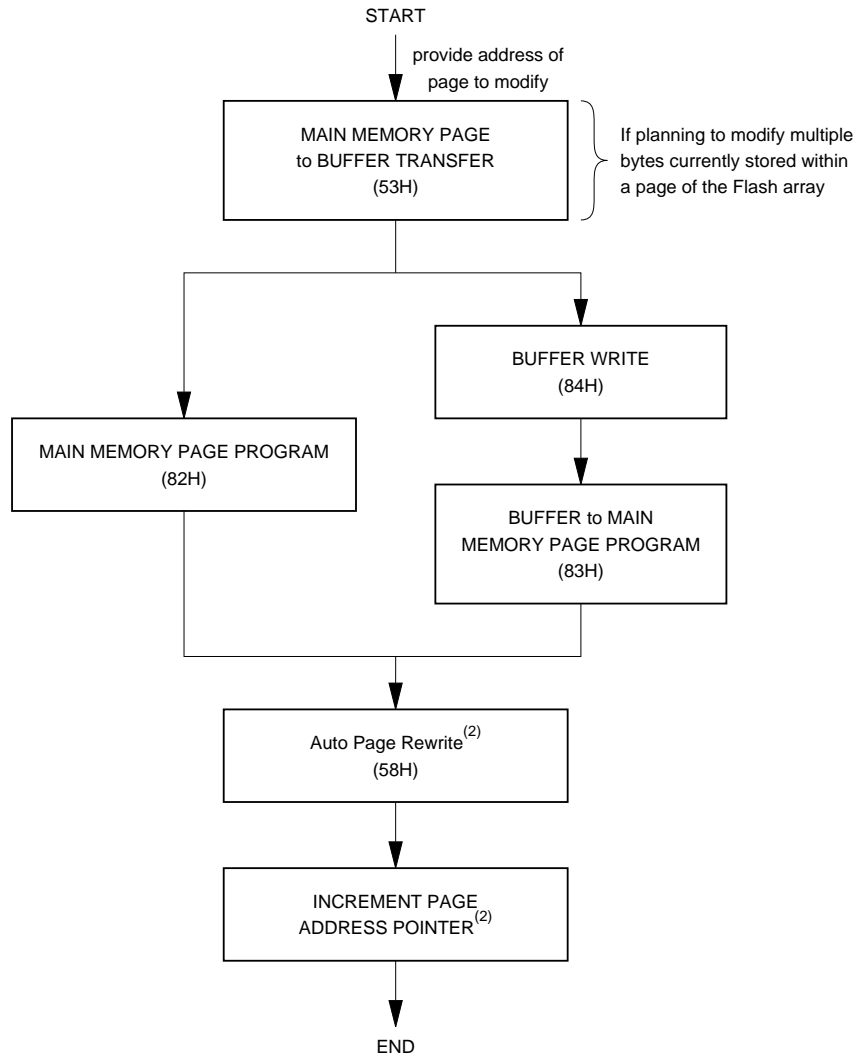 START
provide address of
page to modify
MAIN MEMORY PAGE
to BUFFER TRANSFER
(53H)
If planning to modify multiple
bytes currently stored within
a page of the Flash array
BUFFER WRITE
(84H)
MAIN MEMORY PAGE PROGRAM
(82H)
BUFFER to MAIN
MEMORY PAGE PROGRAM
(83H)
Auto Page Rewrite(2)
(58H)
INCREMENT PAGE
ADDRESS POINTER(2)
END